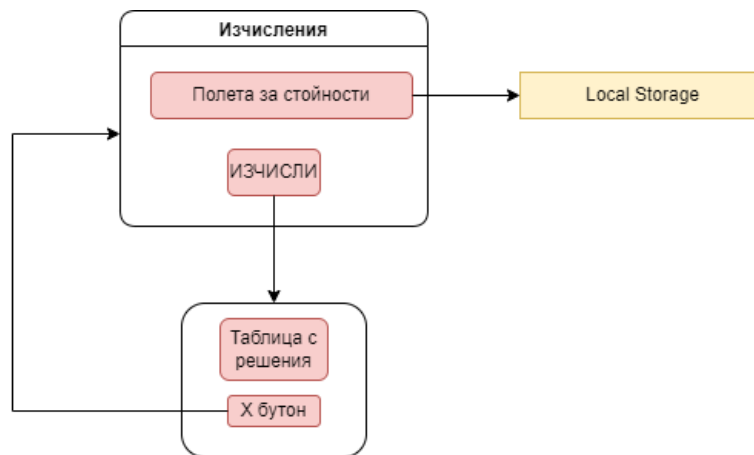 Изчисления
Полета за стойности
Local Storage
ИЗЧИСЛИ
Таблица с
решения
X бутон